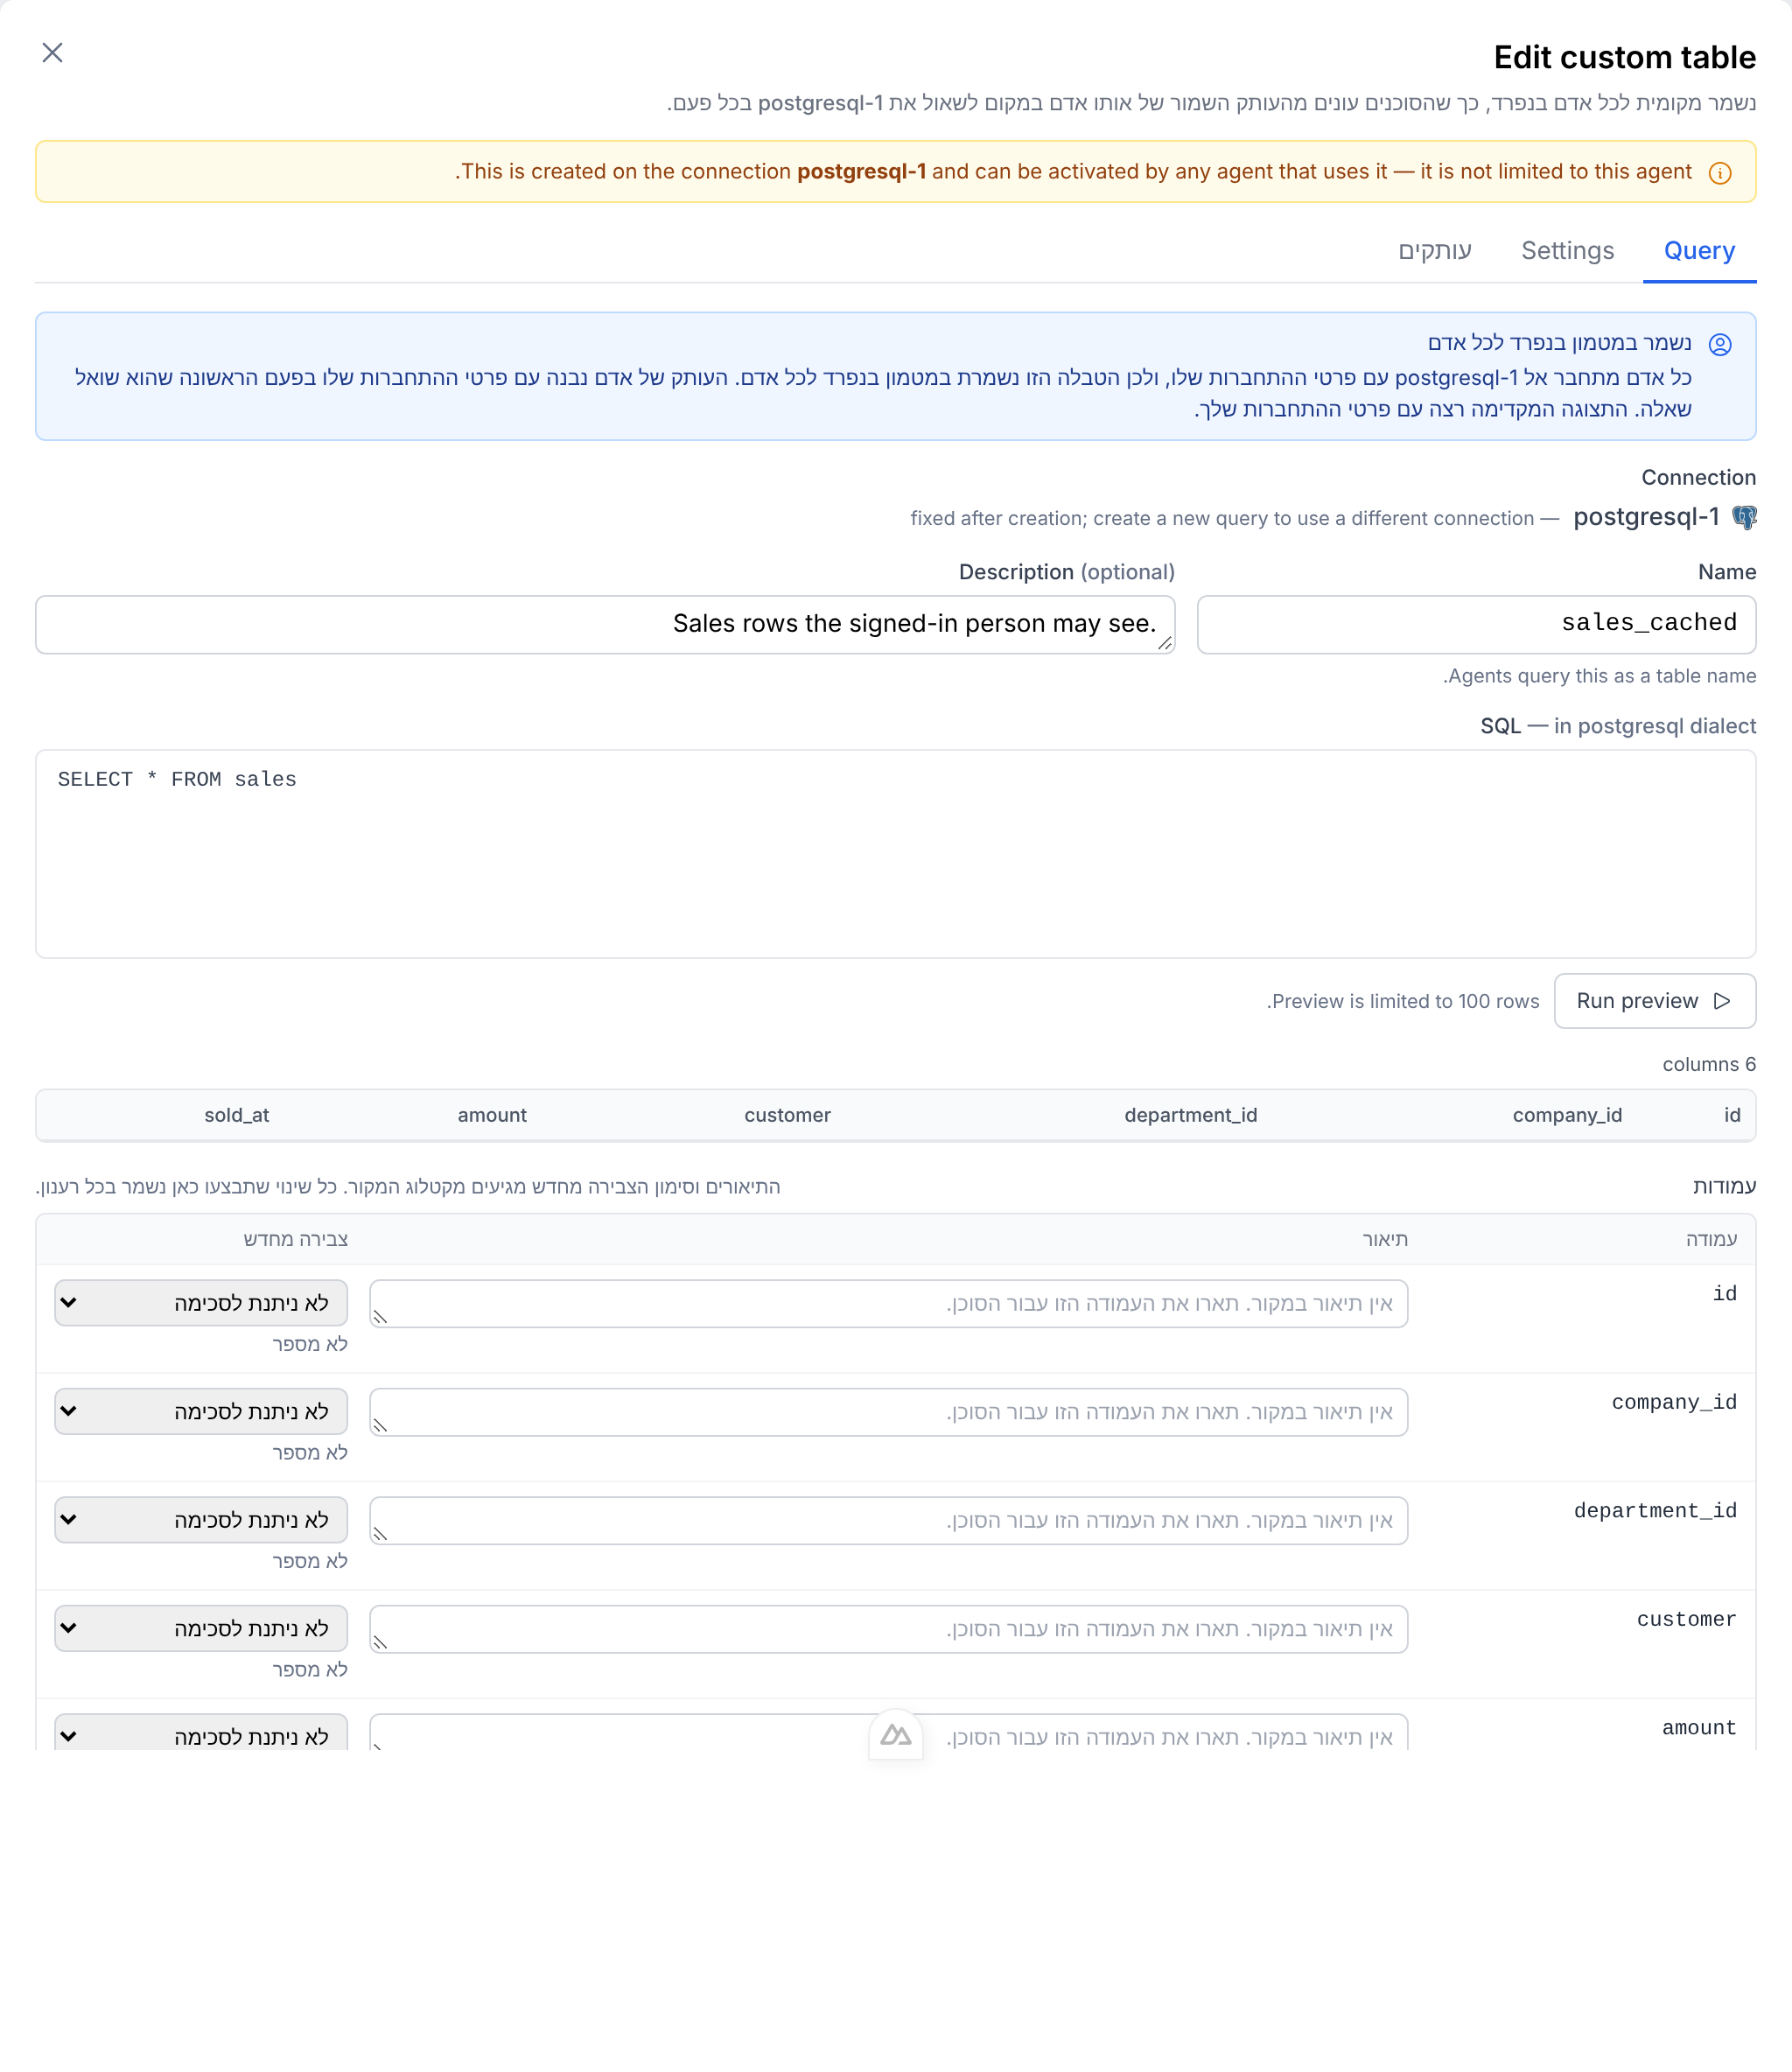 Edit custom table
נשמר מקומית לכל אדם בנפרד, כך שהסוכנים עונים מהעותק השמור של אותו אדם במקום לשאול את postgresql-1 בכל פעם.
This is created on the connection postgresql-1 and can be activated by any agent that uses it — it is not limited to this agent.
Query Settings עותקים
נשמר במטמון בנפרד לכל אדם
כל אדם מתחבר אל postgresql-1 עם פרטי ההתחברות שלו, ולכן הטבלה הזו נשמרת במטמון בנפרד לכל אדם. העותק של אדם נבנה עם פרטי ההתחברות שלו בפעם הראשונה שהוא שואל
שאלה. התצוגה המקדימה רצה עם פרטי ההתחברות שלך.
Connection
postgresql-1 — fixed after creation; create a new query to use a different connection
Name Description (optional)
sales_cached Sales rows the signed-in person may see.
Agents query this as a table name.
SQL — in postgresql dialect
SELECT * FROM sales
Run preview Preview is limited to 100 rows.
6 columns
id company_id department_id customer amount sold_at
עמודות התיאורים וסימון הצבירה מחדש מגיעים מקטלוג המקור. כל שינוי שתבצעו כאן נשמר בכל רענון.
עמודה תיאור צבירה מחדש
id אין תיאור במקור. תארו את העמודה הזו עבור הסוכן. לא ניתנת לסכימה
לא מספר
company_id אין תיאור במקור. תארו את העמודה הזו עבור הסוכן. לא ניתנת לסכימה
לא מספר
department_id אין תיאור במקור. תארו את העמודה הזו עבור הסוכן. לא ניתנת לסכימה
לא מספר
customer אין תיאור במקור. תארו את העמודה הזו עבור הסוכן. לא ניתנת לסכימה
לא מספר
amount אין תיאור במקור. תארו את העמודה הזו עבור הסוכן. לא ניתנת לסכימה